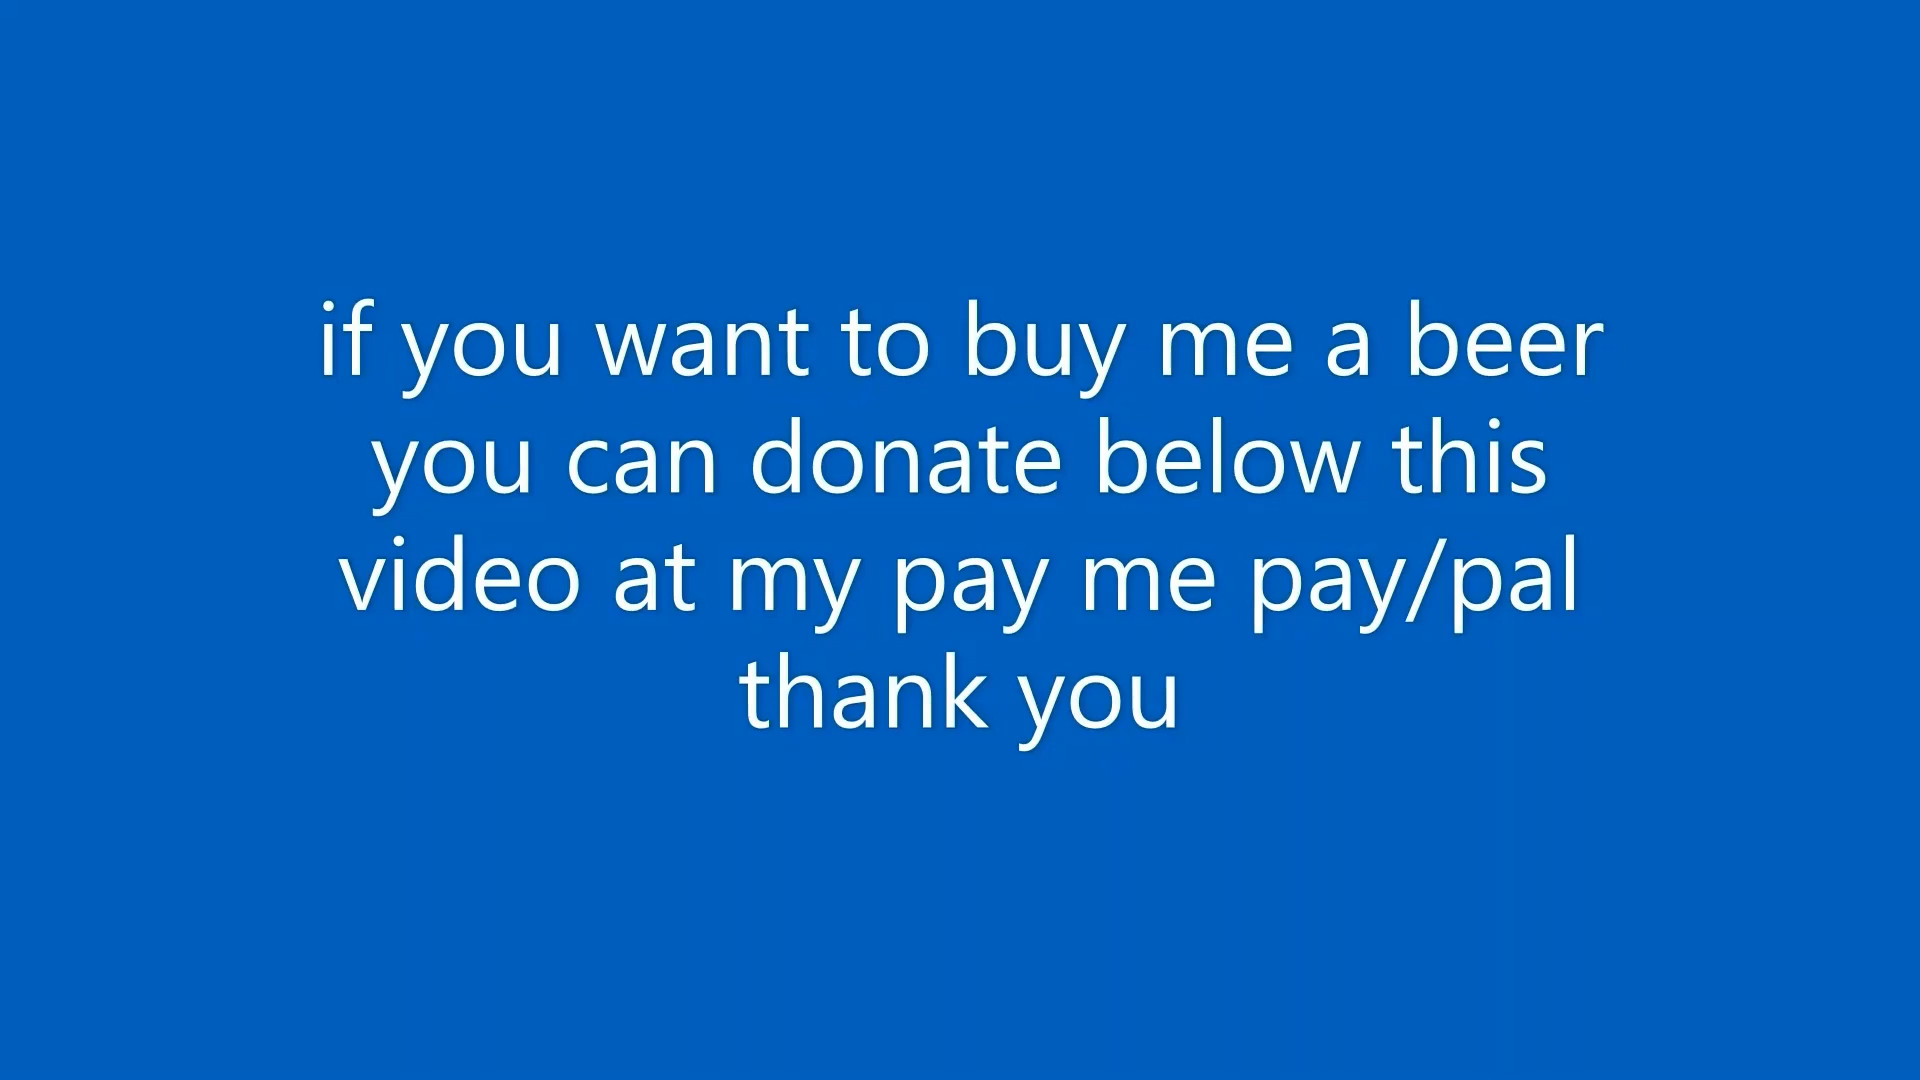 if you want to buy me a beer
you can donate below this
video at my pay me pay/pal
thank you